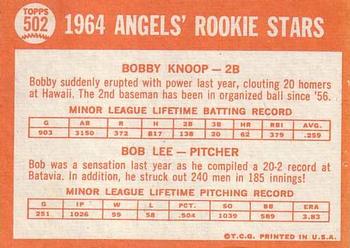 TOPPS
502
1964 ANGELS' ROOKIE STARS
BOBBY KNOOP — 2B
Bobby suddenly erupted with power last year, clouting 20 homers
at Hawaii. The 2nd baseman has been in organized ball since '56.
MINOR LEAGUE LIFETIME BATTING RECORD
G AB R H 2B 3B HR RBI AVG.
903 3150 372 817 138 20 62 379 .259
BOB LEE — PITCHER
Bob was a sensation last year as he compiled a 20-2 record at
Batavia. In addition, he struck out 240 men in 185 innings!
MINOR LEAGUE LIFETIME PITCHING RECORD
G IP W L PCT. SO BB ERA
251 1026 59 58 .504 1039 589 3.83
©T.C.G. PRINTED IN U.S.A.